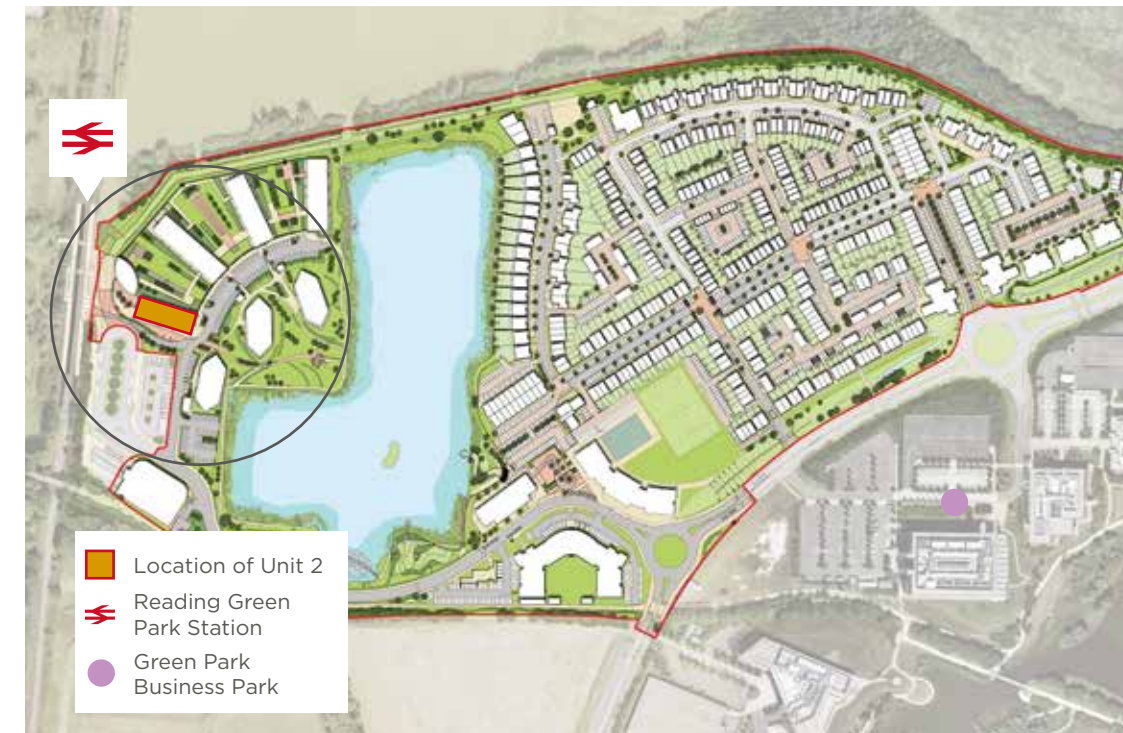 Location of Unit 2
Reading Green
Park Station
Green Park
Business Park